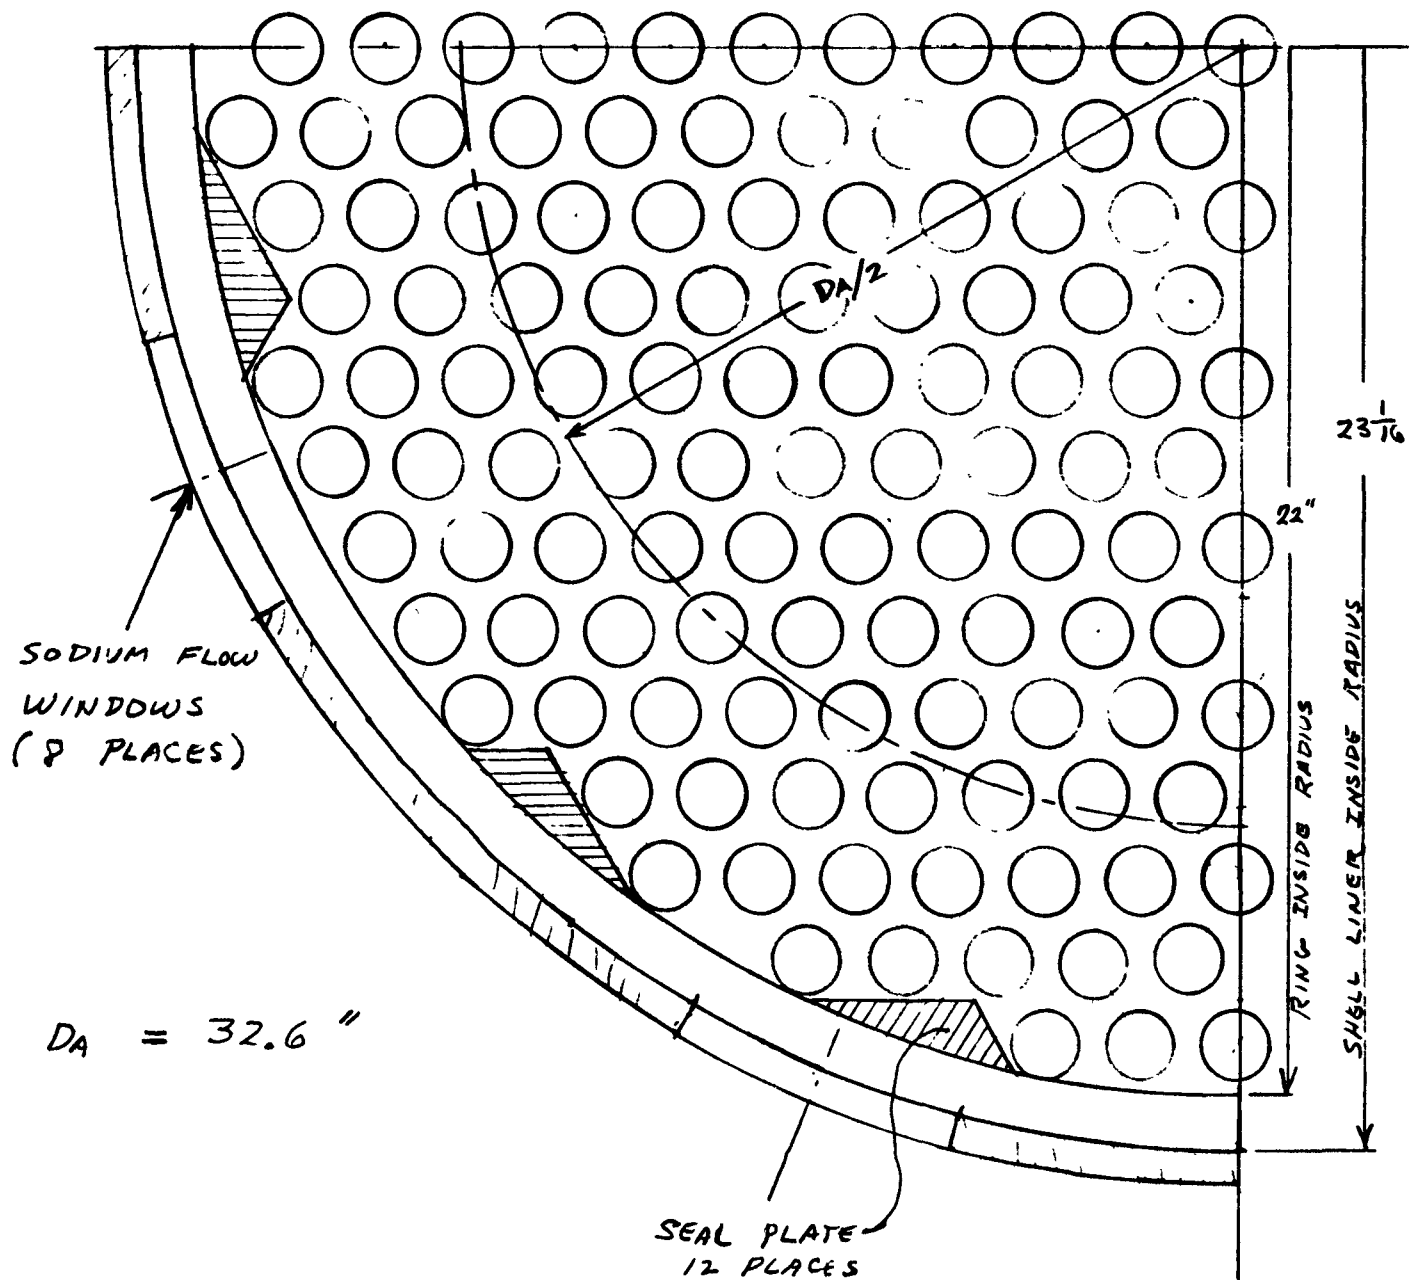 DA/2
23 1/16
22"
RING INSIDE RADIUS
SHELL LINER INSIDE RADIUS
SODIUM FLOW
WINDOWS
(8 PLACES)
DA = 32.6 "
SEAL PLATE
12 PLACES